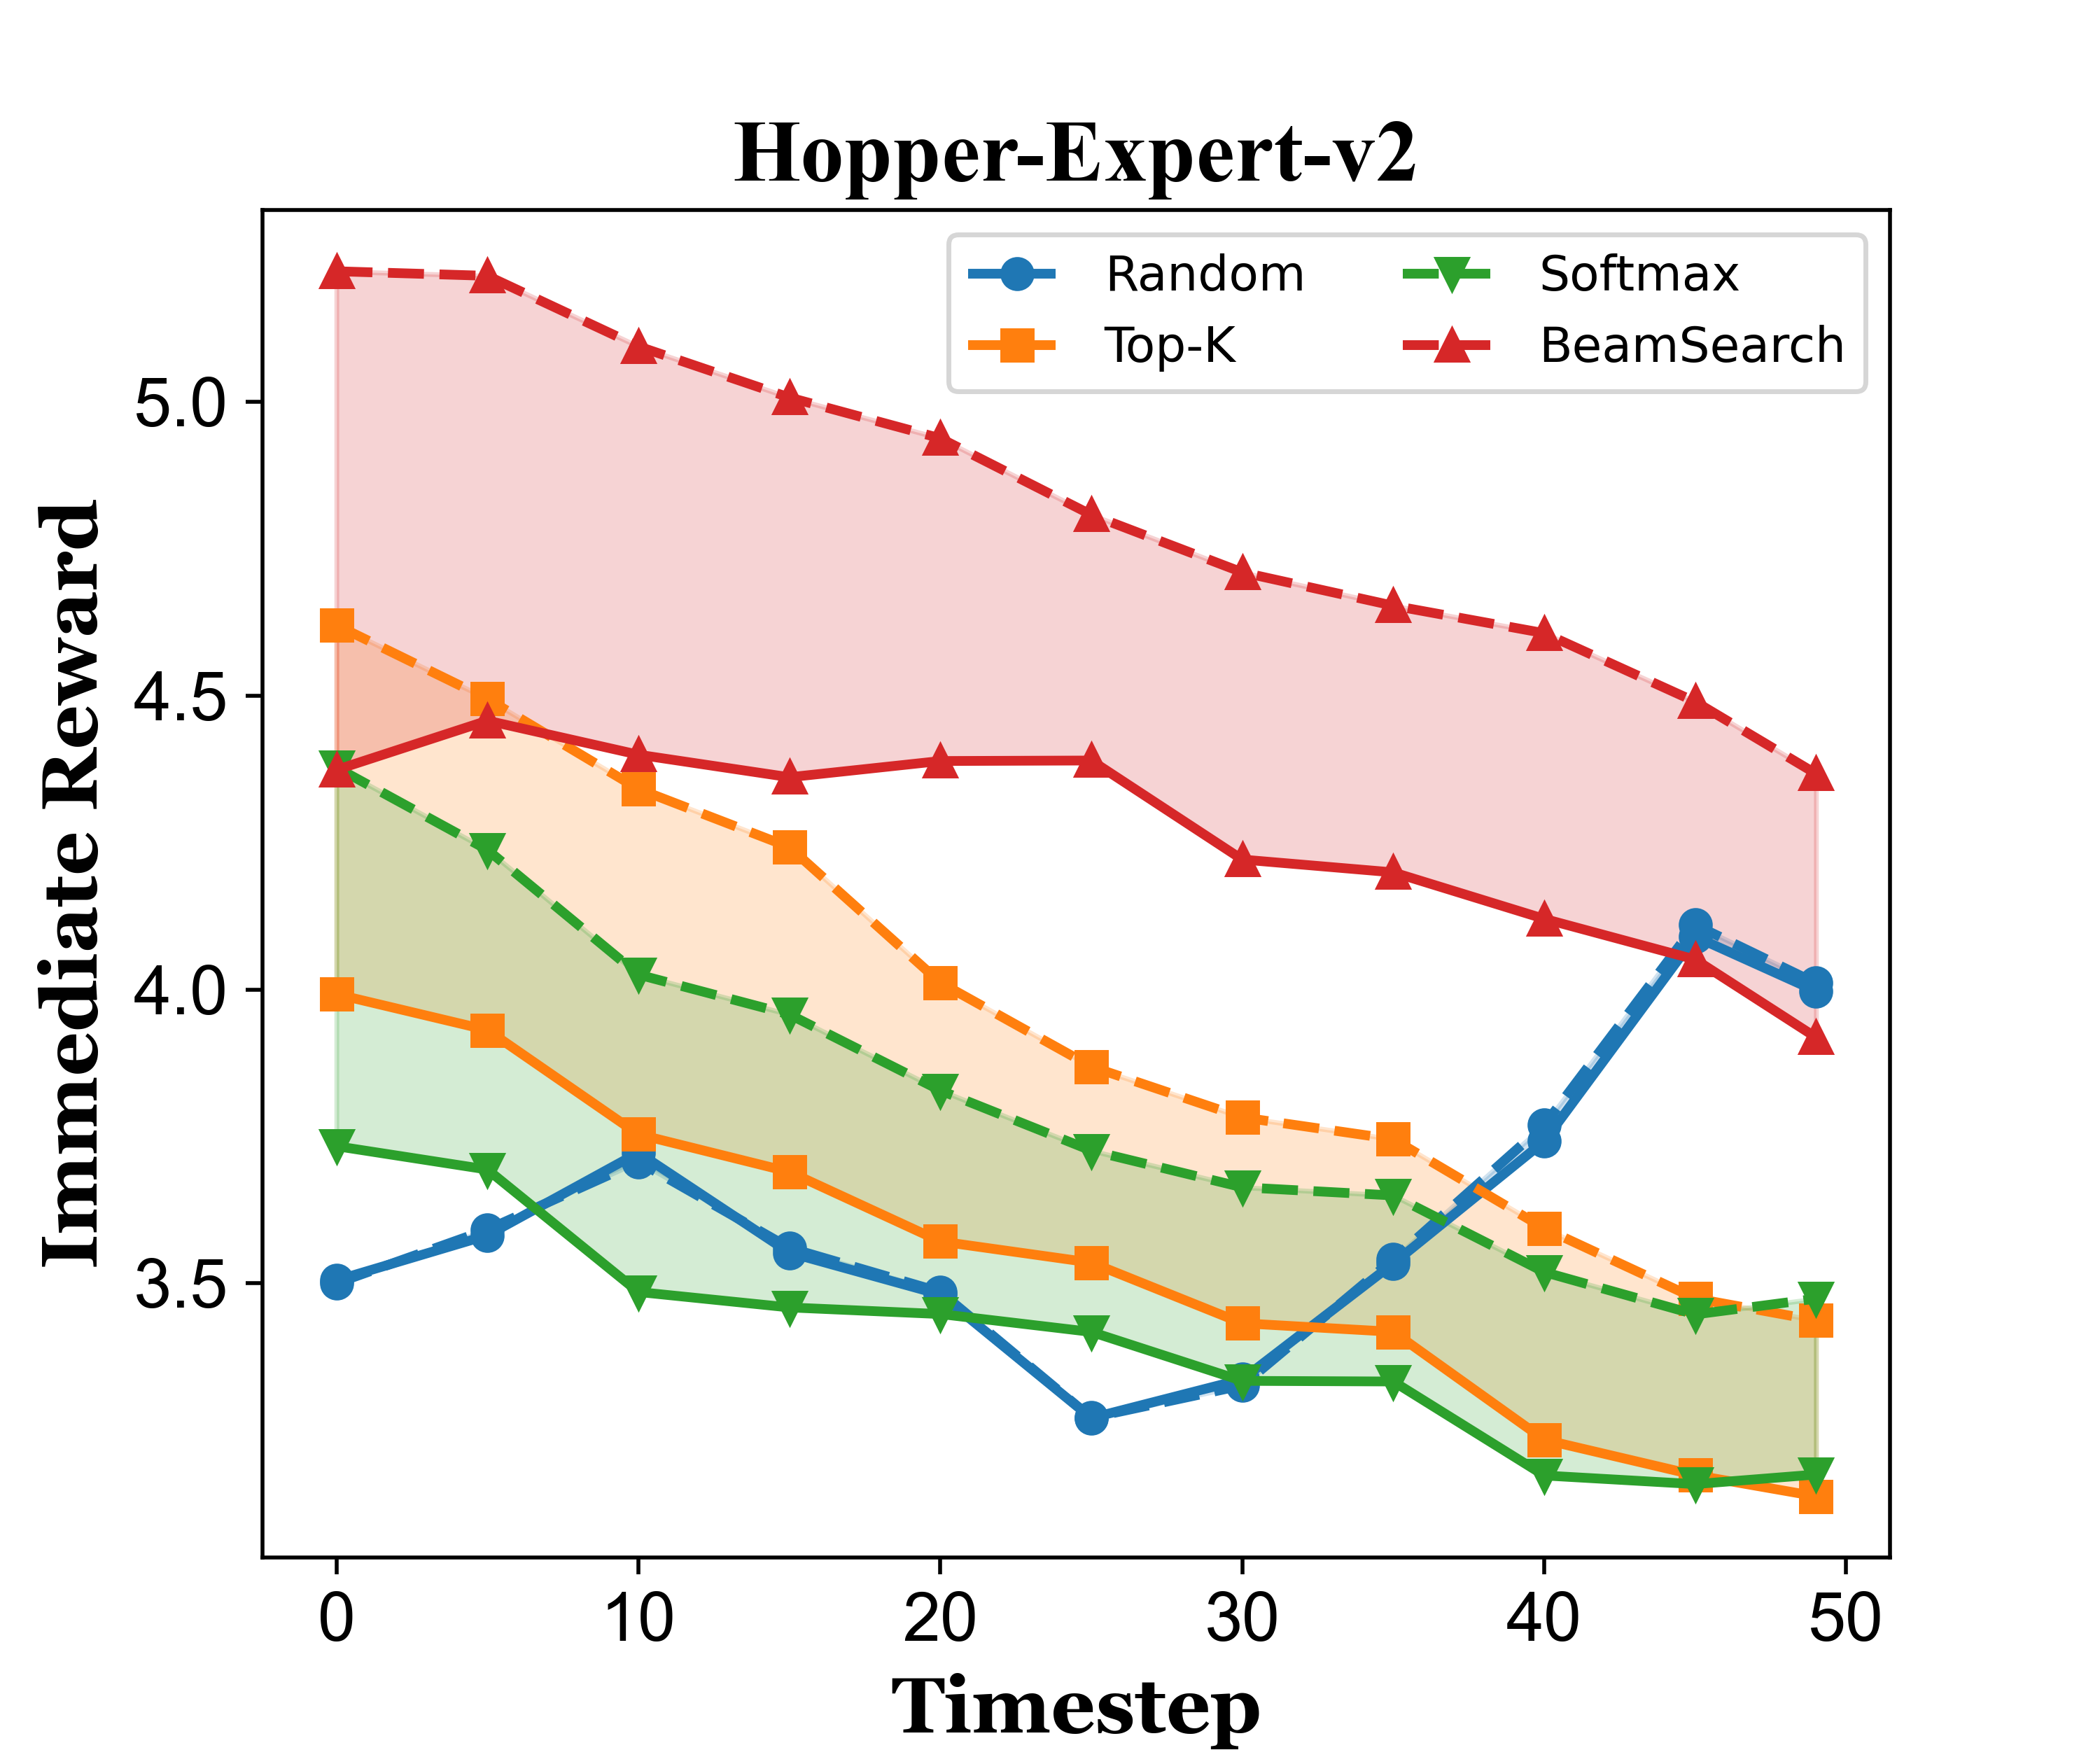 Hopper-Expert-v2
Random
Top-K
Softmax
BeamSearch
Immediate Reward
5.0
4.5
4.0
3.5
0 10 20 30 40 50
Timestep